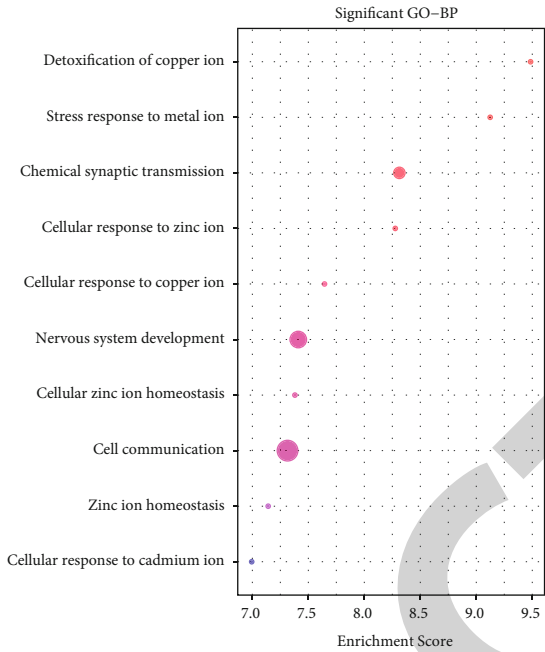 Significant GO–BP
Detoxification of copper ion
Stress response to metal ion
Chemical synaptic transmission
Cellular response to zinc ion
Cellular response to copper ion
Nervous system development
Cellular zinc ion homeostasis
Cell communication
Zinc ion homeostasis
Cellular response to cadmium ion
7.0 7.5 8.0 8.5 9.0 9.5
Enrichment Score